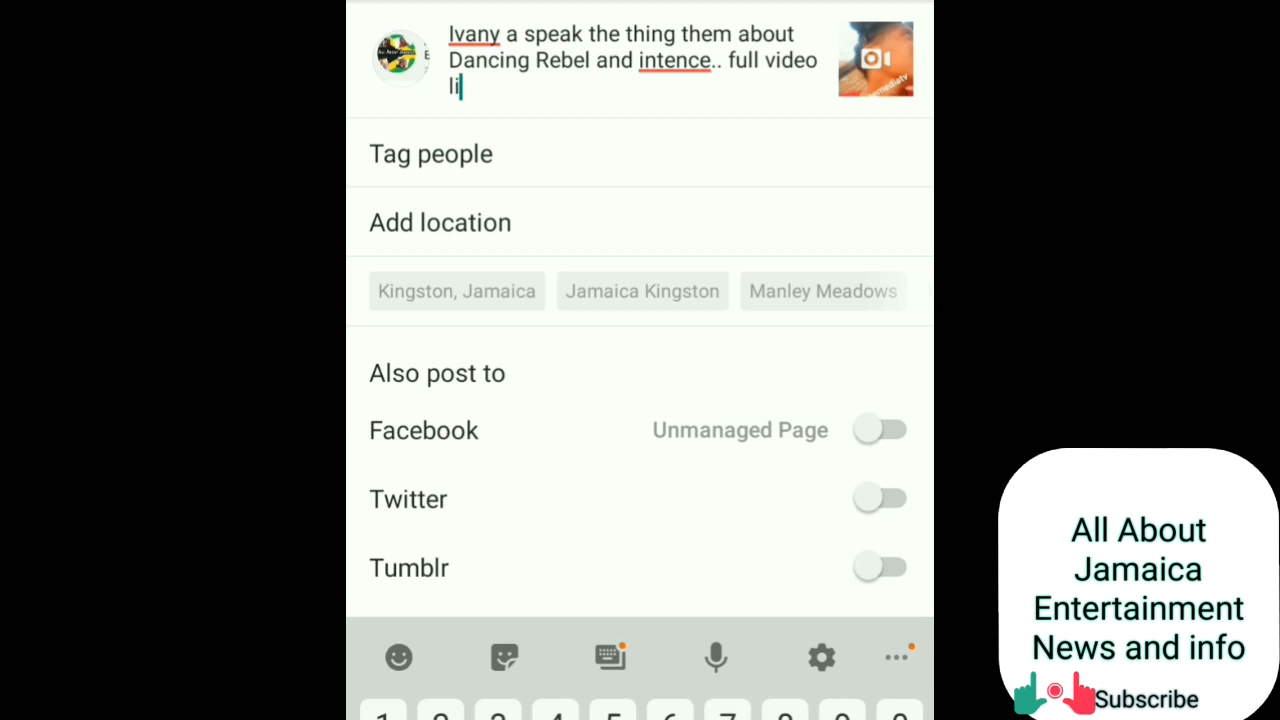 Ivany a speak the thing them about
Dancing Rebel and intence.. full video
li
Tag people
Add location
Kingston, Jamaica
Jamaica Kingston
Manley Meadows
Also post to
Facebook
Unmanaged Page
Twitter
Tumblr
All About
Jamaica
Entertainment
News and info
Subscribe